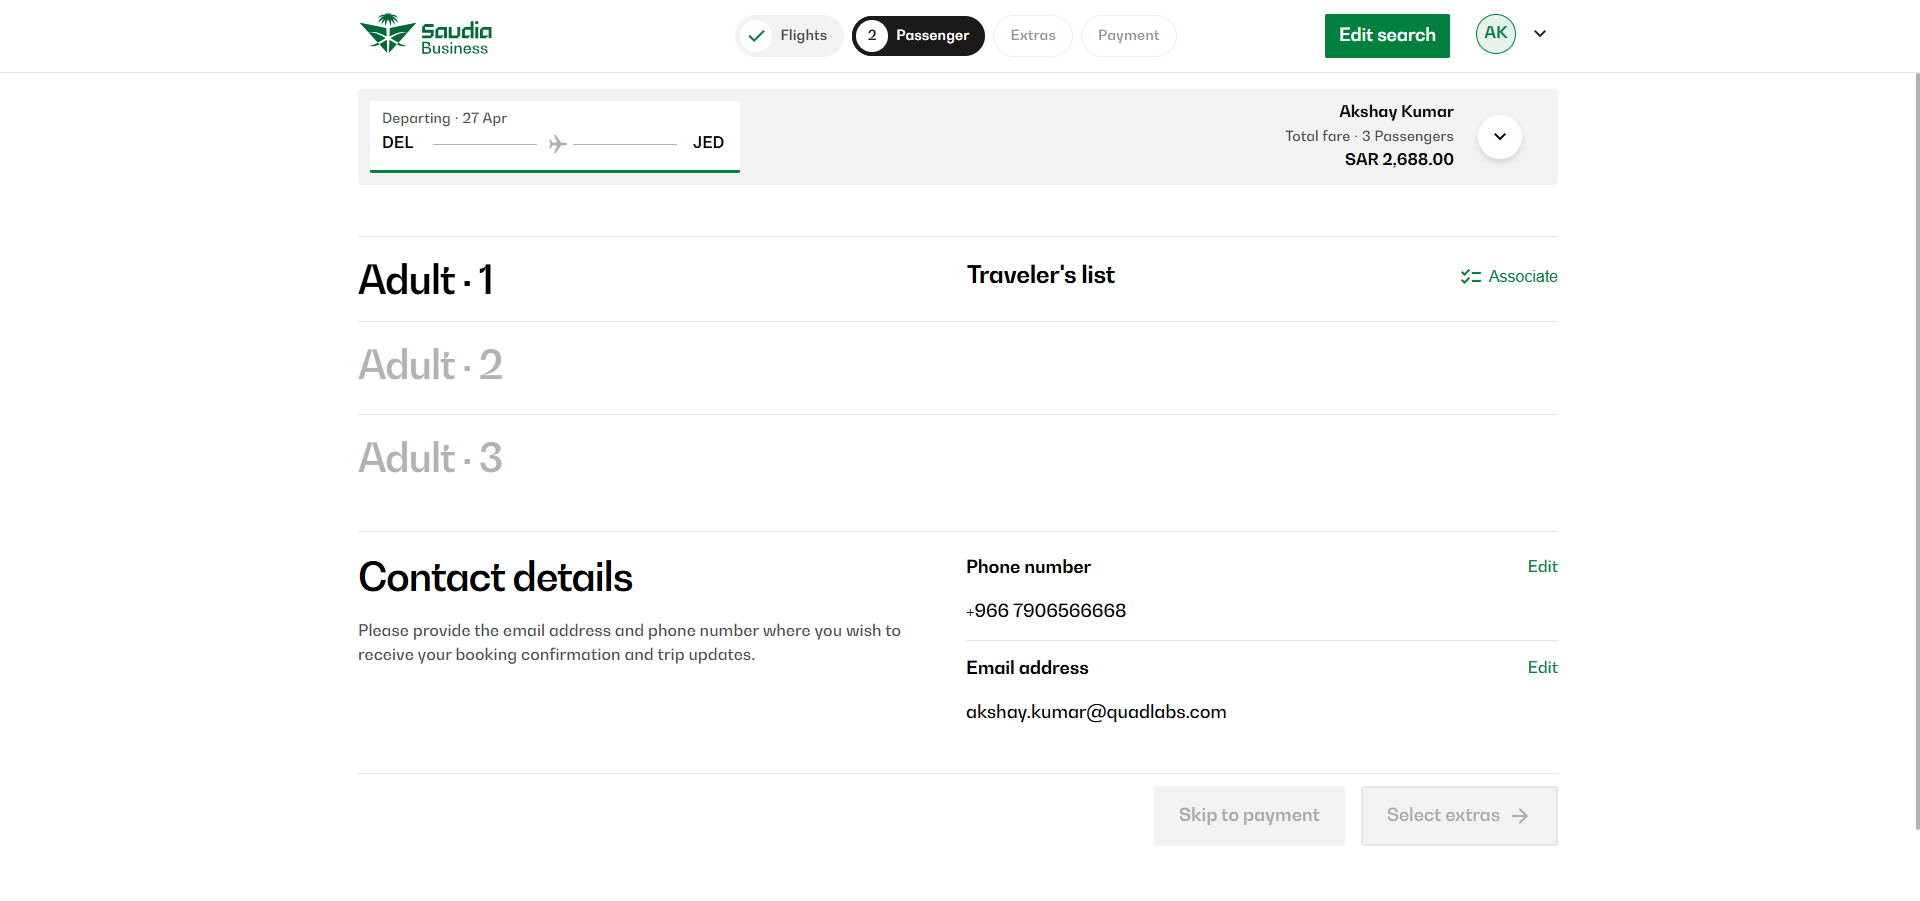 Saudia
Business
Flights
2 Passenger
Extras
Payment
Edit search
AK
Departing · 27 Apr
DEL
JED
Akshay Kumar
Total fare · 3 Passengers
SAR 2,688.00
Adult · 1
Traveler's list
Associate
Adult · 2
Adult · 3
Contact details
Please provide the email address and phone number where you wish to
receive your booking confirmation and trip updates.
Phone number
Edit
+966 7906566668
Email address
Edit
akshay.kumar@quadlabs.com
Skip to payment
Select extras